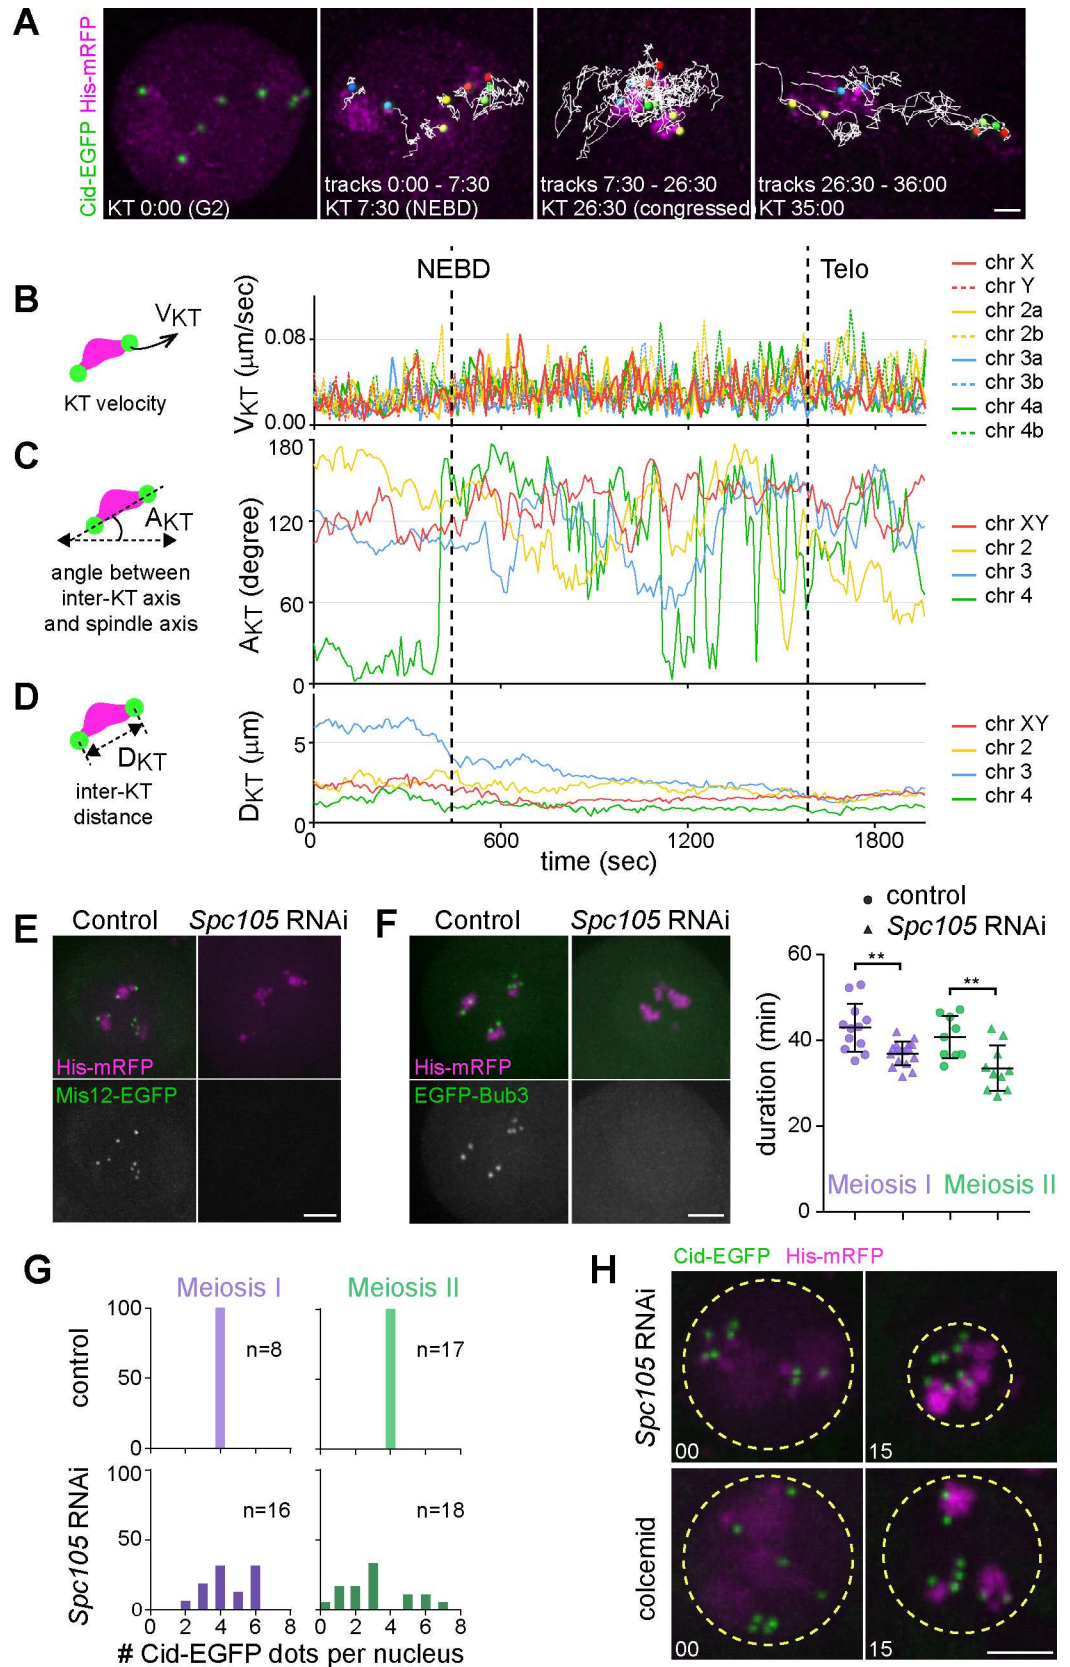 A
Cid-EGFP His-mRFP
KT 0:00 (G2)
tracks 0:00 - 7:30
KT 7:30 (NEBD)
tracks 7:30 - 26:30
KT 26:30 (congressed)
tracks 26:30 - 36:00
KT 35:00
NEBD
Telo
B
VKT
KT velocity
VKT (μm/sec)
0.08
0.00
chr X
chr Y
chr 2a
chr 2b
chr 3a
chr 3b
chr 4a
chr 4b
C
AKT
angle between
inter-KT axis
and spindle axis
AKT (degree)
180
120
60
0
chr XY
chr 2
chr 3
chr 4
D
DKT
inter-KT
distance
DKT (μm)
5
0
chr XY
chr 2
chr 3
chr 4
0 600 1200 1800
time (sec)
E
Control Spc105 RNAi
His-mRFP
Mis12-EGFP
F
Control Spc105 RNAi
His-mRFP
EGFP-Bub3
control
Spc105 RNAi
duration (min)
60
40
20
0
** **
Meiosis I Meiosis II
G
Meiosis I Meiosis II
control
100
50
0
n=8 n=17
Spc105 RNAi
100
50
0
n=16 n=18
0 2 4 6 8 0 2 4 6 8
# Cid-EGFP dots per nucleus
H
Cid-EGFP His-mRFP
Spc105 RNAi
00 15
colcemid
00 15